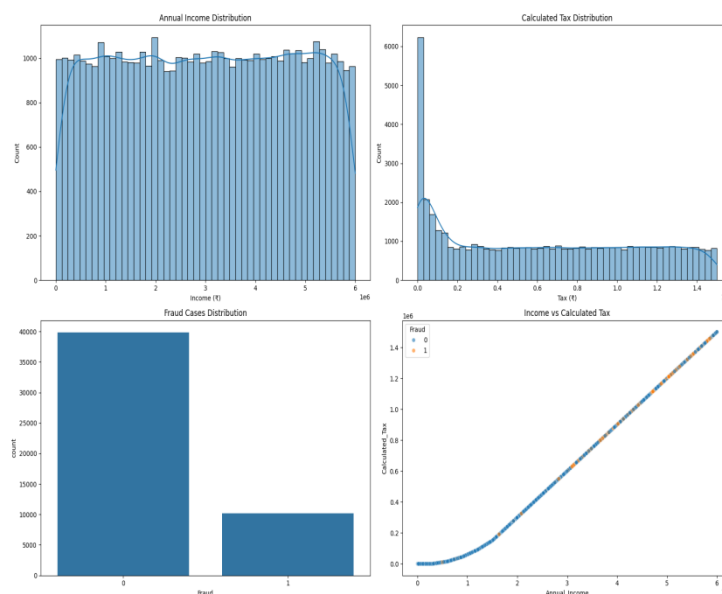 Annual Income Distribution
Count
0
200
400
600
800
1000
0 1 2 3 4 5 6
1e6
Income (₹)
Calculated Tax Distribution
Count
0
1000
2000
3000
4000
5000
6000
0.0 0.2 0.4 0.6 0.8 1.0 1.2 1.4
1e6
Tax (₹)
Fraud Cases Distribution
count
0
5000
10000
15000
20000
25000
30000
35000
40000
0 1
Fraud
Income vs Calculated Tax
1e6
Fraud
0
1
Calculated_Tax
0.0
0.2
0.4
0.6
0.8
1.0
1.2
1.4
0 1 2 3 4 5 6
Annual_Income